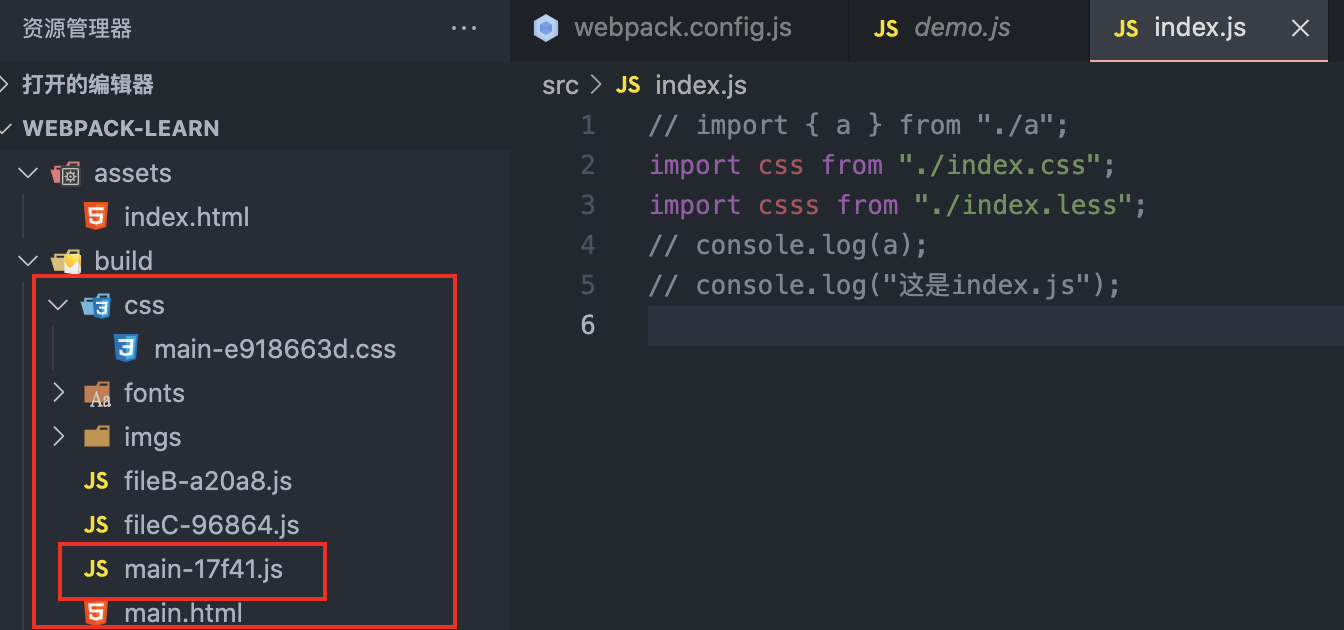 资源管理器 ...
打开的编辑器
WEBPACK-LEARN
assets
index.html
build
css
main-e918663d.css
fonts
imgs
JS fileB-a20a8.js
JS fileC-96864.js
JS main-17f41.js
main.html
webpack.config.js JS demo.js JS index.js
src > JS index.js
1 // import { a } from "./a";
2 import css from "./index.css";
3 import csss from "./index.less";
4 // console.log(a);
5 // console.log("这是index.js");
6